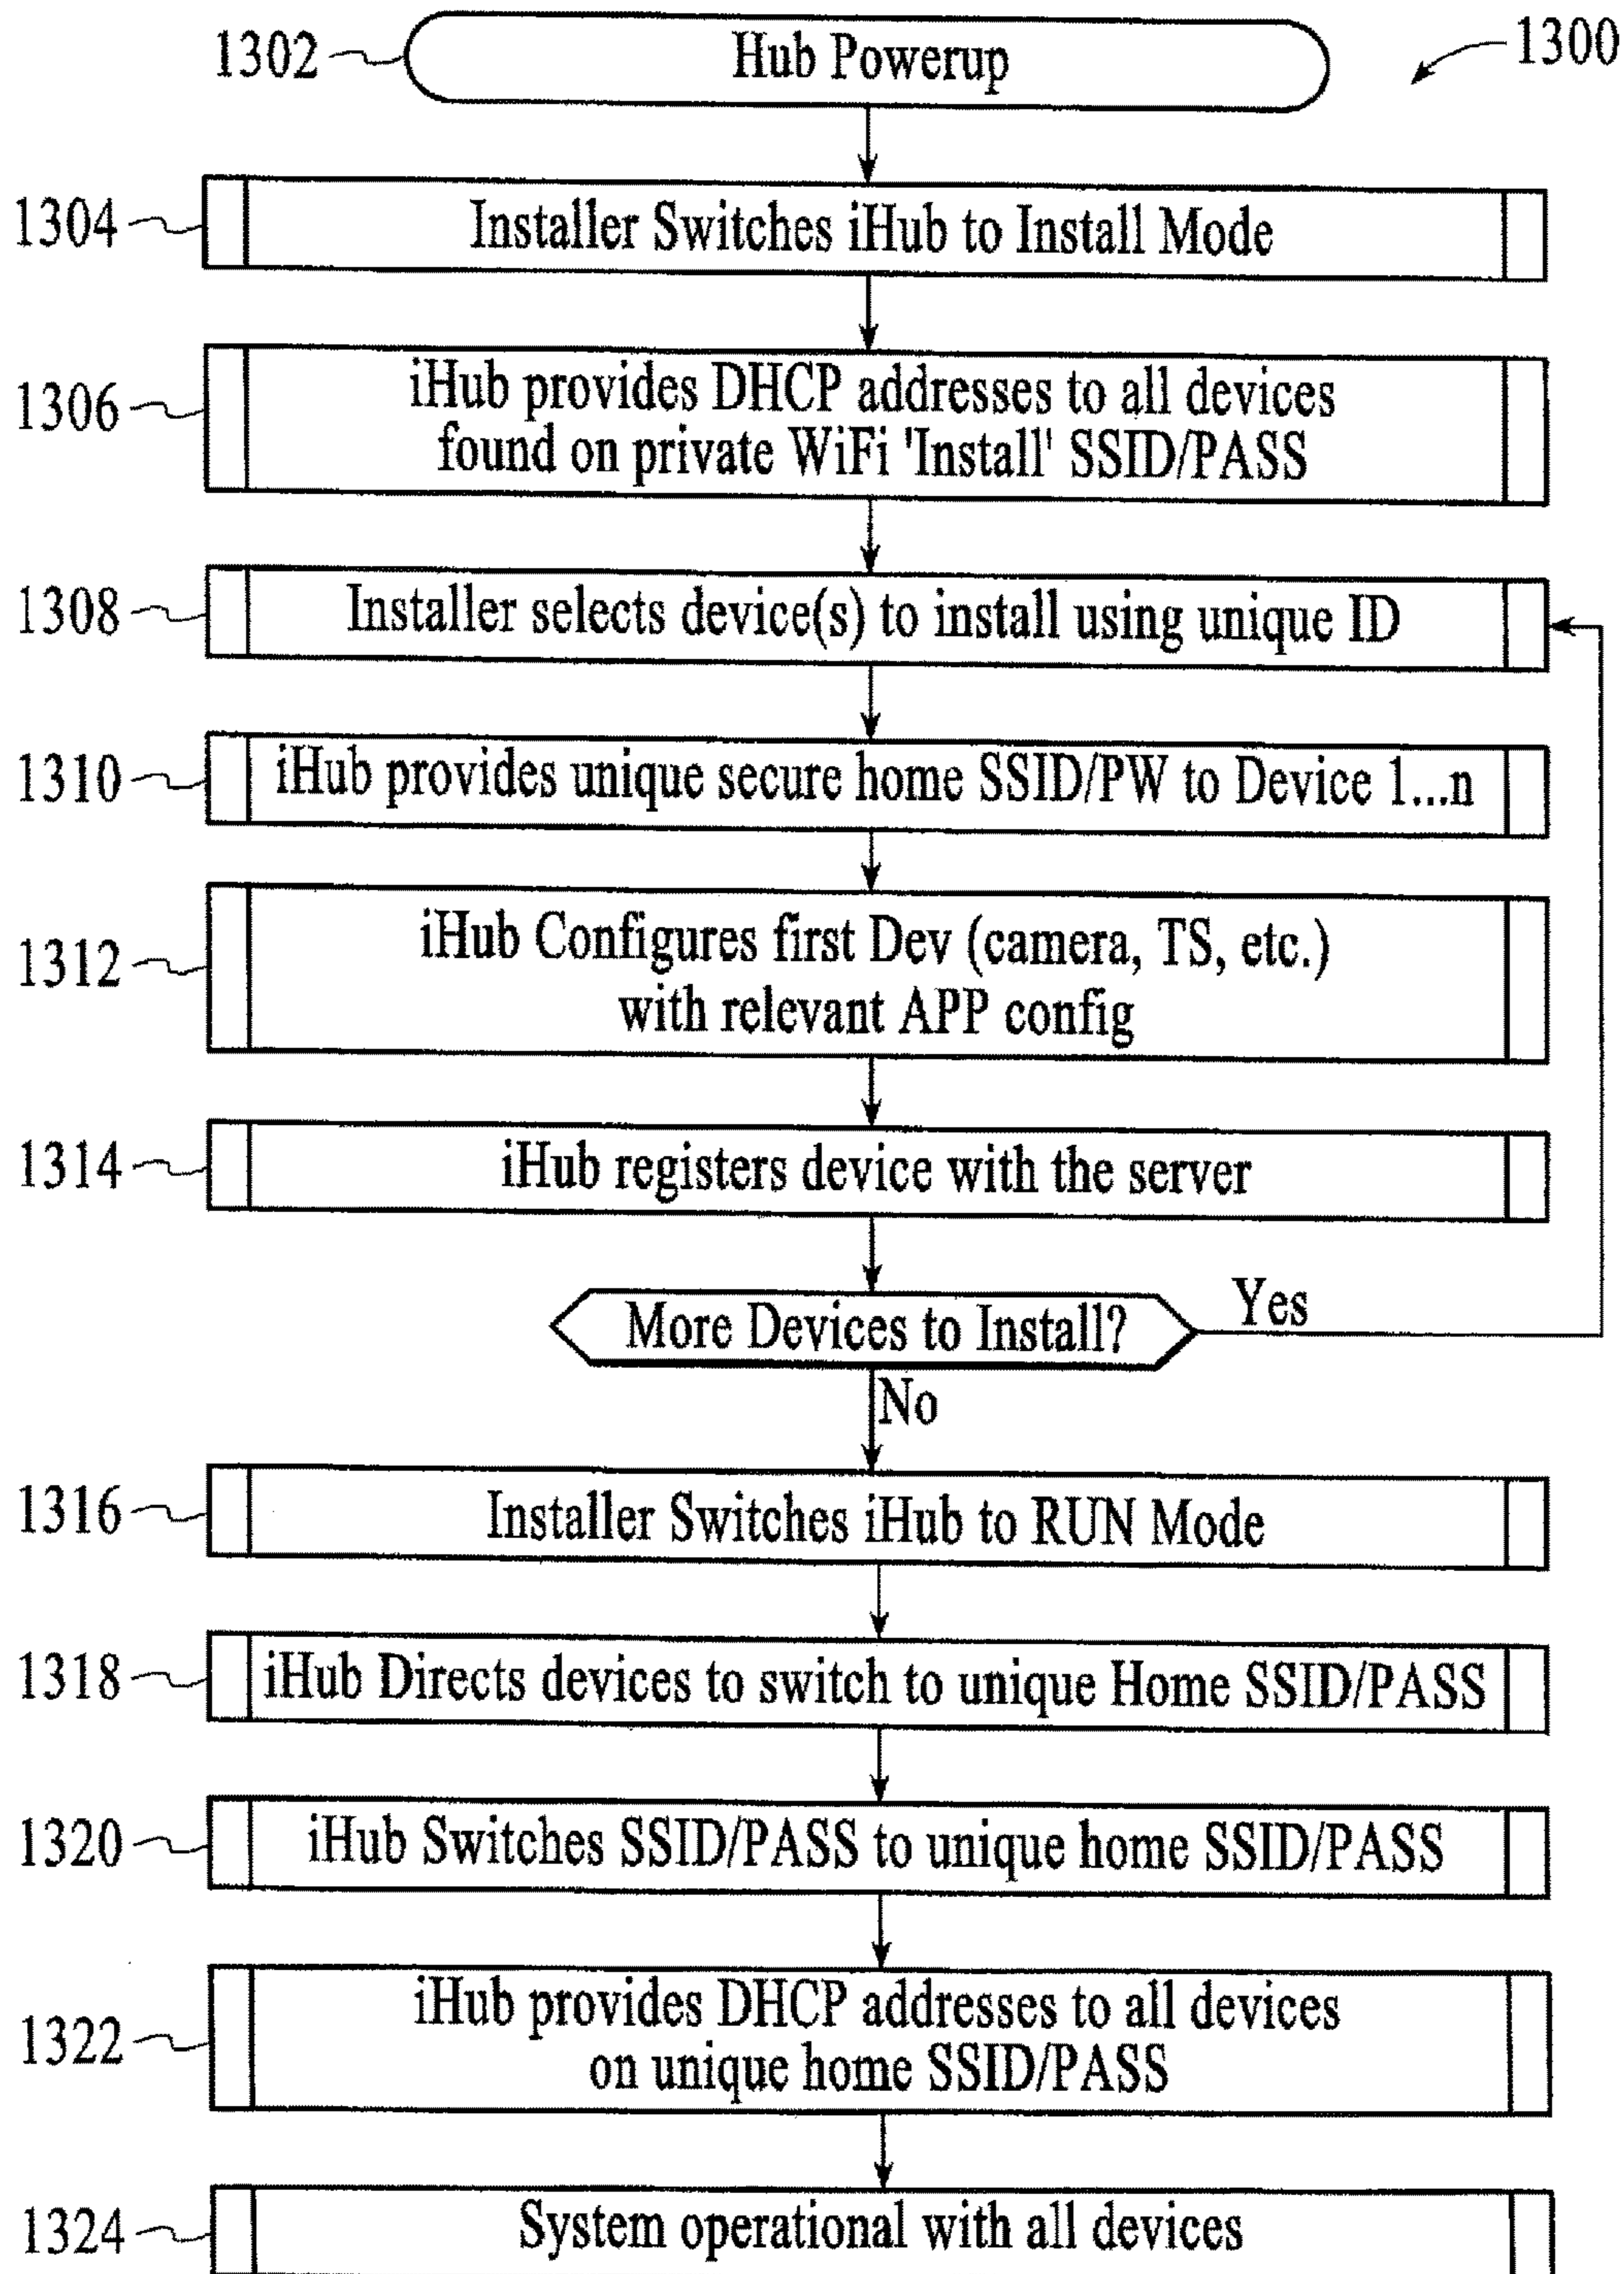 1302
Hub Powerup
1300
1304
Installer Switches iHub to Install Mode
1306
iHub provides DHCP addresses to all devices
found on private WiFi 'Install' SSID/PASS
1308
Installer selects device(s) to install using unique ID
1310
iHub provides unique secure home SSID/PW to Device 1...n
1312
iHub Configures first Dev (camera, TS, etc.)
with relevant APP config
1314
iHub registers device with the server
More Devices to Install?
Yes
No
1316
Installer Switches iHub to RUN Mode
1318
iHub Directs devices to switch to unique Home SSID/PASS
1320
iHub Switches SSID/PASS to unique home SSID/PASS
1322
iHub provides DHCP addresses to all devices
on unique home SSID/PASS
1324
System operational with all devices